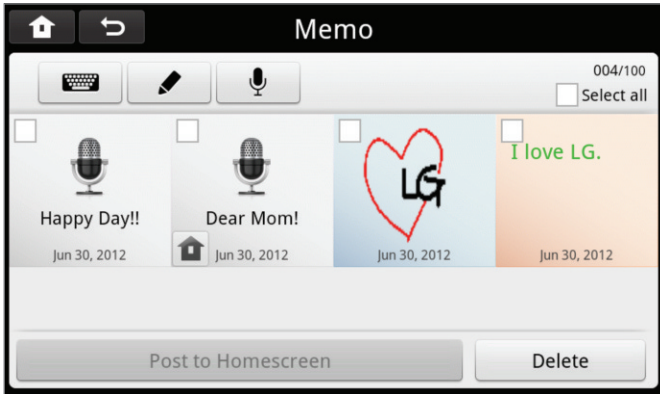 Memo
004/100
Select all
Happy Day!!
Dear Mom!
LG
I love LG.
Jun 30, 2012
Jun 30, 2012
Jun 30, 2012
Jun 30, 2012
Post to Homescreen
Delete